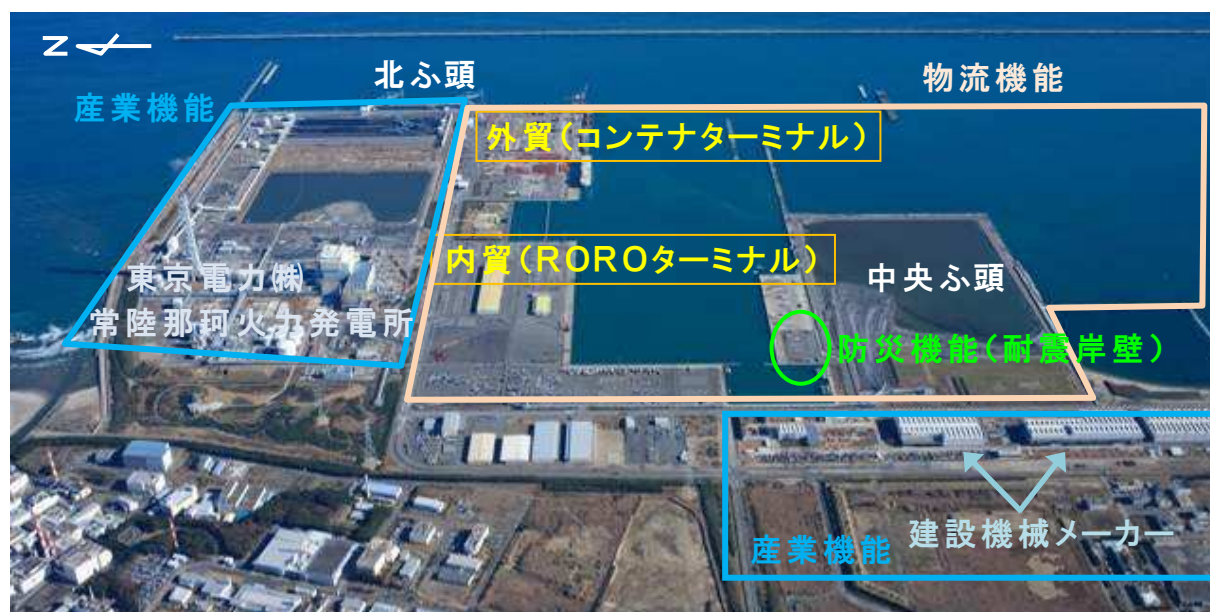 Z
北ふ頭
物流機能
産業機能
外貿(コンテナターミナル)
内貿(ROROターミナル)
東京電力㈱
常陸那珂火力発電所
中央ふ頭
防災機能(耐震岸壁)
産業機能
建設機械メーカー